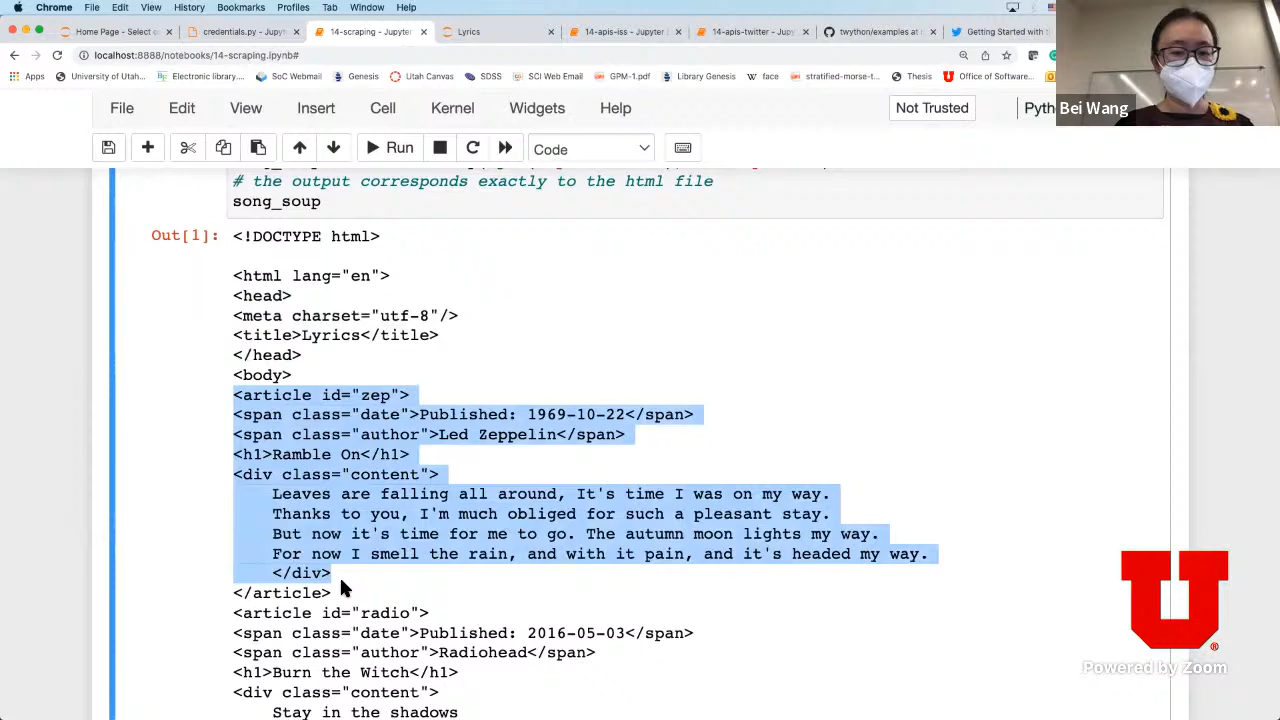 Chrome File Edit View History Bookmarks Profiles Tab Window Help
Home Page - Select or credentials.py - Jupyter 14-scraping - Jupyter Lyrics 14-apis-iss - Jupyter 14-apis-twitter - Jupyter twython/examples at Getting Started with
localhost:8888/notebooks/14-scraping.ipynb#
Apps University of Utah... Electronic library... SoC Webmail Genesis Utah Canvas SDSS SCI Web Email GPM-1.pdf Library Genesis face stratified-morse-t... Thesis Office of Software...
File Edit View Insert Cell Kernel Widgets Help Not Trusted
Bei Wang
Run Code
# the output corresponds exactly to the html file
song_soup
Out[1]: <!DOCTYPE html>
<html lang="en">
<head>
<meta charset="utf-8"/>
<title>Lyrics</title>
</head>
<body>
<article id="zep">
<span class="date">Published: 1969-10-22</span>
<span class="author">Led Zeppelin</span>
<h1>Ramble On</h1>
<div class="content">
Leaves are falling all around, It's time I was on my way.
Thanks to you, I'm much obliged for such a pleasant stay.
But now it's time for me to go. The autumn moon lights my way.
For now I smell the rain, and with it pain, and it's headed my way.
</div>
</article>
<article id="radio">
<span class="date">Published: 2016-05-03</span>
<span class="author">Radiohead</span>
<h1>Burn the Witch</h1>
<div class="content">
Stay in the shadows
U
Powered by Zoom